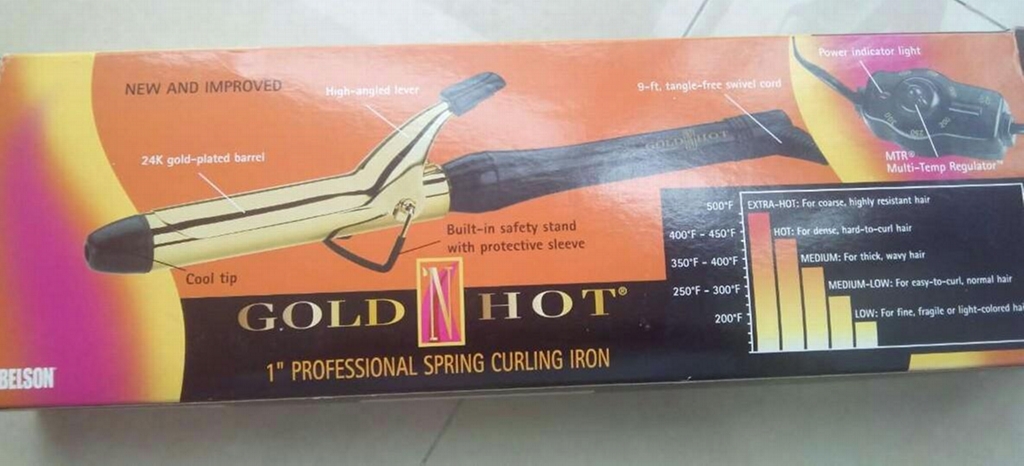 NEW AND IMPROVED
High-angled lever
9-ft. tangle-free swivel cord
Power indicator light
24K gold-plated barrel
GOLD HOT
MTR®
Multi-Temp Regulator™
Built-in safety stand
with protective sleeve
Cool tip
500°F
EXTRA-HOT: For coarse, highly resistant hair
400°F - 450°F
HOT: For dense, hard-to-curl hair
350°F - 400°F
MEDIUM: For thick, wavy hair
250°F - 300°F
MEDIUM-LOW: For easy-to-curl, normal hair
200°F
LOW: For fine, fragile or light-colored
GOLD N HOT®
1" PROFESSIONAL SPRING CURLING IRON
BELSON